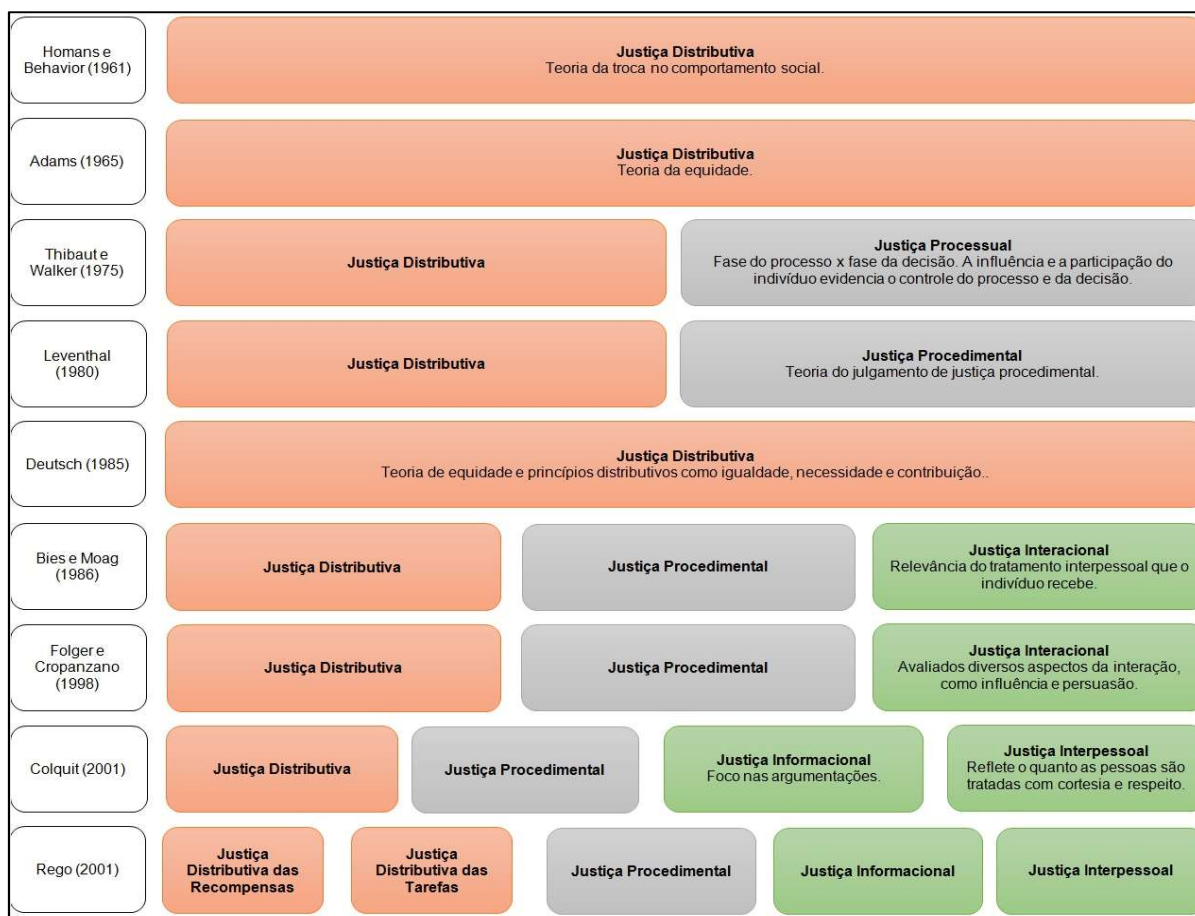 Homans e
Behavior (1961)
Justiça Distributiva
Teoria da troca no comportamento social.
Adams (1965)
Justiça Distributiva
Teoria da equidade.
Thibaut e
Walker (1975)
Justiça Distributiva
Justiça Processual
Fase do processo x fase da decisão. A influência e a participação do
indivíduo evidencia o controle do processo e da decisão.
Leventhal
(1980)
Justiça Distributiva
Justiça Procedimental
Teoria do julgamento de justiça procedimental.
Deutsch (1985)
Justiça Distributiva
Teoria de equidade e princípios distributivos como igualdade, necessidade e contribuição..
Bies e Moag
(1986)
Justiça Distributiva
Justiça Procedimental
Justiça Interacional
Relevância do tratamento interpessoal que o
indivíduo recebe.
Folger e
Cropanzano
(1998)
Justiça Distributiva
Justiça Procedimental
Justiça Interacional
Avaliados diversos aspectos da interação,
como influência e persuasão.
Colquit (2001)
Justiça Distributiva
Justiça Procedimental
Justiça Informacional
Foco nas argumentações.
Justiça Interpessoal
Reflete o quanto as pessoas são
tratadas com cortesia e respeito.
Rego (2001)
Justiça
Distributiva das
Recompensas
Justiça
Distributiva das
Tarefas
Justiça Procedimental
Justiça Informacional
Justiça Interpessoal